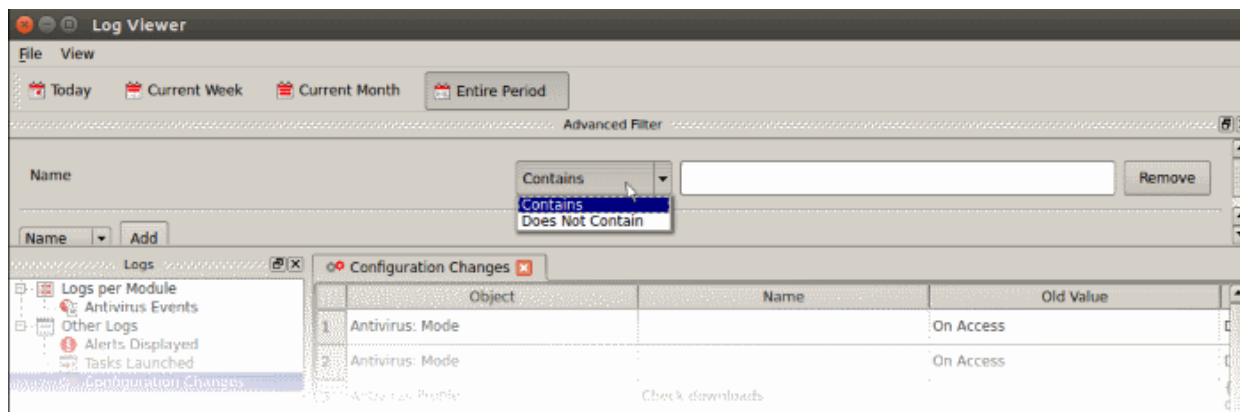 Log Viewer
File View
Today Current Week Current Month Entire Period
Advanced Filter
Name Contains Remove
Contains
Does Not Contain
Name Add
Logs
Configuration Changes
Logs per Module
Antivirus Events
Other Logs
Alerts Displayed
Tasks Launched
Configuration Changes
Object Name Old Value
1 Antivirus: Mode On Access
2 Antivirus: Mode On Access
3 Antivirus Profile Check downloads